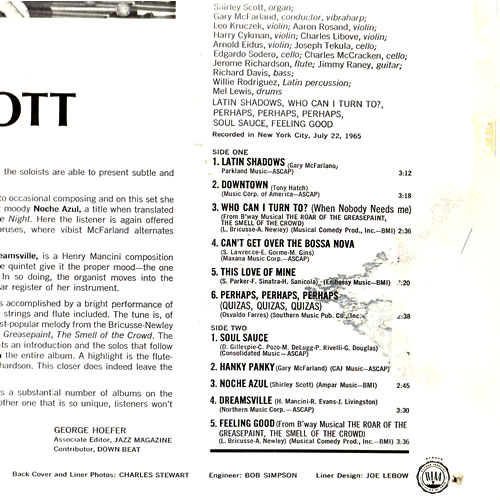 Shirley Scott, organ;
Gary McFarland, conductor, vibraharp;
Leo Kruczek, violin; Aaron Rosand, violin;
Harry Cykman, violin; Charles Libove, violin;
Arnold Eidus, violin; Joseph Tekula, cello;
Edgardo Sodero, cello; Charles McCracken, cello;
Jerome Richardson, flute; Jimmy Raney, guitar;
Richard Davis, bass;
Willie Rodriguez, Latin percussion;
Mel Lewis, drums
LATIN SHADOWS, WHO CAN I TURN TO?,
PERHAPS, PERHAPS, PERHAPS,
SOUL SAUCE, FEELING GOOD
Recorded in New York City, July 22, 1965
OTT
the soloists are able to present subtle and
to occasional composing and on this set she
moody Noche Azul, a title when translated
e Night. Here the listener is again offered
oruses, where vibist McFarland alternates
reamsville, is a Henry Mancini composition
e quintet give it the proper mood—the one
In so doing, the organist moves into the
ar register of her instrument.
s accomplished by a bright performance of
strings and flute included. The tune is, of
st-popular melody from the Bricusse-Newley
Greasepaint, The Smell of the Crowd. The
ts an introduction and the solos that follow
the entire album. A highlight is the flute-
hardson. This closer does indeed leave the
s a substantial number of albums on the
other one that is so unique, listeners won't
GEORGE HOEFER
Associate Editor, JAZZ MAGAZINE
Contributor, DOWN BEAT
SIDE ONE
1. LATIN SHADOWS (Gary McFarland;
Parkland Music—ASCAP) 3:12
2. DOWNTOWN (Tony Hatch)
(Music Corp. of America—ASCAP) 3:18
3. WHO CAN I TURN TO? (When Nobody Needs me)
(From B'way Musical THE ROAR OF THE GREASEPAINT,
THE SMELL OF THE CROWD)
(L. Bricusse-A. Newley) (Musical Comedy Prod., Inc.—BMI) 2:36
4. CAN'T GET OVER THE BOSSA NOVA
(S. Lawrence-E. Gorme-M. Gins)
(Maxana Music Corp.—ASCAP)
5. THIS LOVE OF MINE
(S. Parker-F. Sinatra-H. Sanicola) (Embassy Music—BMI) :20
6. PERHAPS, PERHAPS, PERHAPS
(QUIZAS, QUIZAS, QUIZAS)
(Osvaldo Farres) (Southern Music Pub. Co., Inc. :38
SIDE TWO
1. SOUL SAUCE
(D. Gillespie-C. Pozo-M. DeLugg-P. Rivelli-G. Douglas)
(Consolidated Music—ASCAP)
2. HANKY PANKY (Gary McFarland) (CAJ Music—ASCAP)
3. NOCHE AZUL (Shirley Scott) (Ampar Music—BMI) 2:45
4. DREAMSVILLE (H. Mancini-R. Evans-J. Livingston)
(Northern Music Corp.—ASCAP) 3:30
5. FEELING GOOD (From B'way Musical THE ROAR OF THE
GREASEPAINT, THE SMELL OF THE CROWD)
(L. Bricusse-A. Newley) (Musical Comedy Prod., Inc.—BMI) 3:36
Back Cover and Liner Photos: CHARLES STEWART Engineer: BOB SIMPSON Liner Design: JOE LEBOW